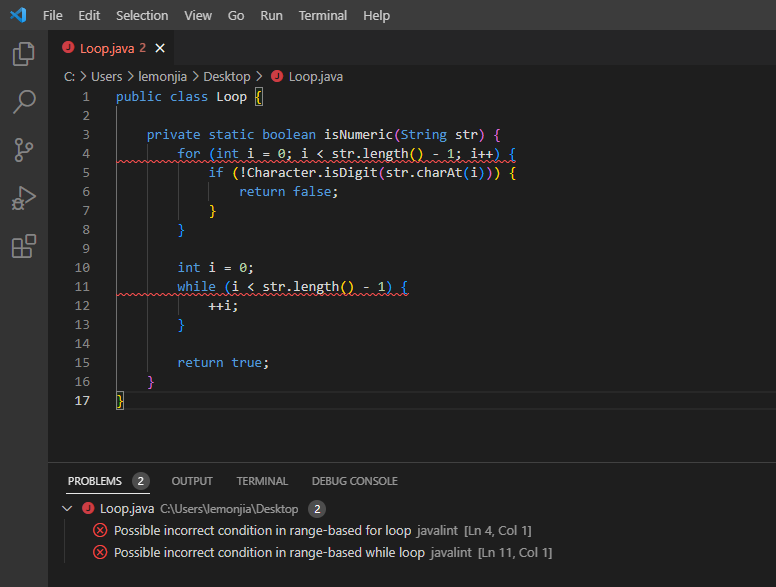 File Edit Selection View Go Run Terminal Help
Loop.java 2
C: > Users > lemonjia > Desktop > Loop.java
1 public class Loop {
2
3 private static boolean isNumeric(String str) {
4 for (int i = 0; i < str.length() - 1; i++) {
5 if (!Character.isDigit(str.charAt(i))) {
6 return false;
7 }
8 }
9
10 int i = 0;
11 while (i < str.length() - 1) {
12 ++i;
13 }
14
15 return true;
16 }
17 }
PROBLEMS 2 OUTPUT TERMINAL DEBUG CONSOLE
Loop.java C:\Users\lemonjia\Desktop 2
Possible incorrect condition in range-based for loop javalint [Ln 4, Col 1]
Possible incorrect condition in range-based while loop javalint [Ln 11, Col 1]